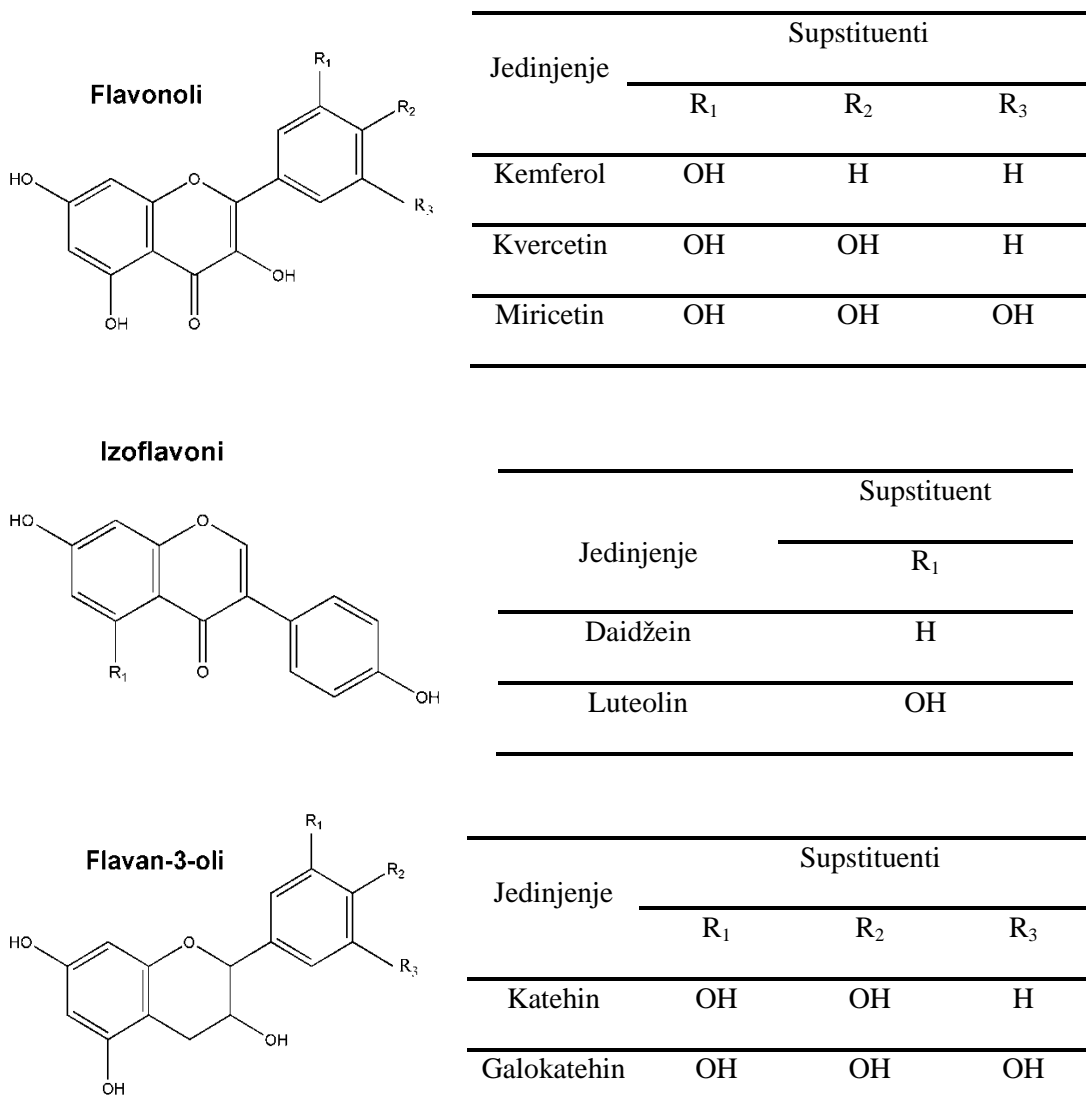 Flavonoli
R₁
R₂
HO
O
R₃
OH
OH
O
Jedinjenje
Supstituenti
R₁ R₂ R₃
Kemferol OH H H
Kvercetin OH OH H
Miricetin OH OH OH
Izoflavoni
HO
O
R₁
O
OH
Jedinjenje
Supstituent
R₁
Daidžein H
Luteolin OH
Flavan-3-oli
R₁
R₂
HO
O
R₃
OH
OH
Jedinjenje
Supstituenti
R₁ R₂ R₃
Katehin OH OH H
Galokatehin OH OH OH